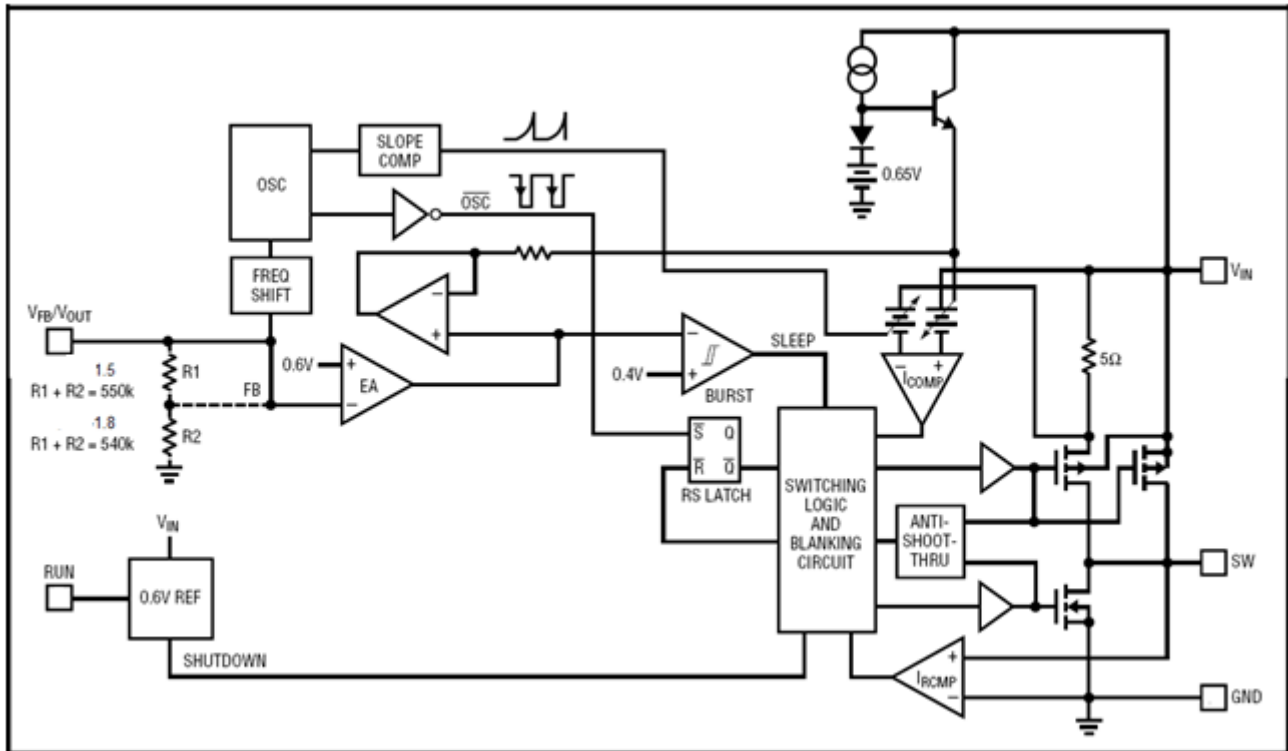 OSC
SLOPE
COMP
O̅S̅C̅
0.65V
FREQ
SHIFT
VIN
VFB/VOUT
R1
1.5
R1 + R2 = 550k
FB
1.8
R1 + R2 = 540k
R2
0.6V
+
EA
−
−
+
−
0.4V
+
BURST
SLEEP
− +
ICOMP
5Ω
S̅ Q
R̅ Q̅
RS LATCH
SWITCHING
LOGIC
AND
BLANKING
CIRCUIT
ANTI-
SHOOT-
THRU
SW
VIN
RUN
0.6V REF
SHUTDOWN
+
IRCMP
−
GND